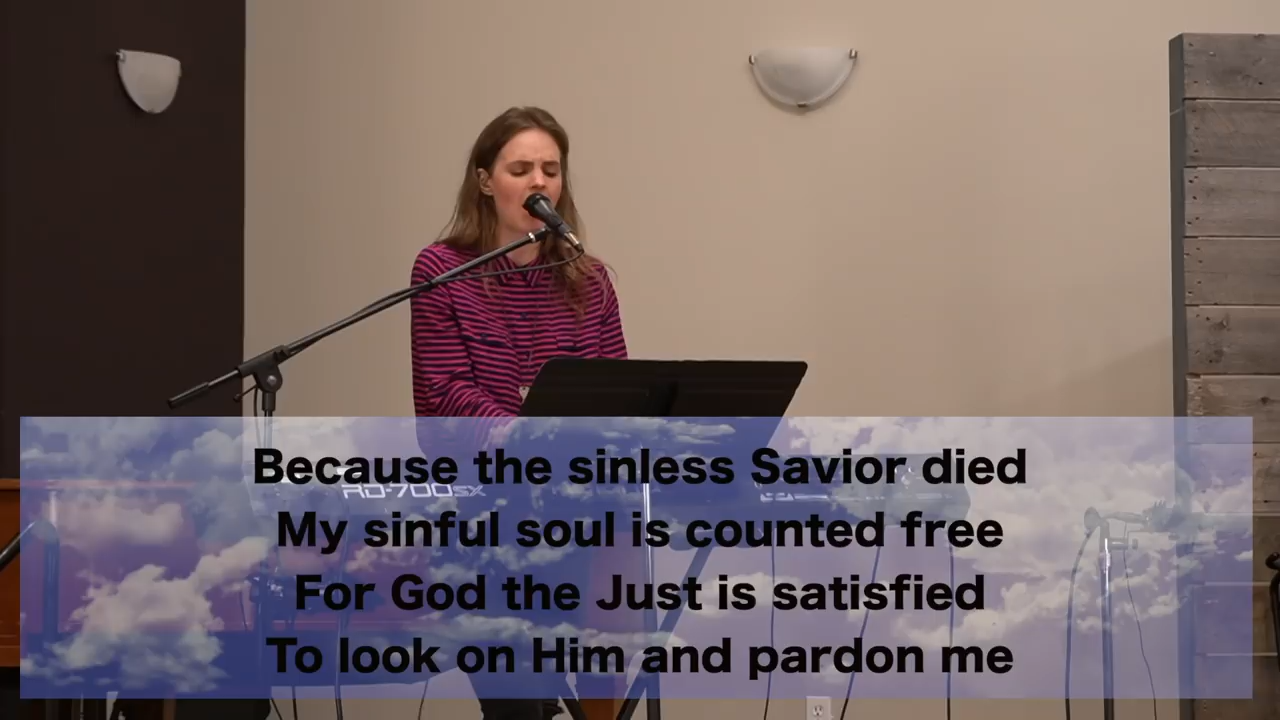 Because the sinless Savior died
RD-700SX
My sinful soul is counted free
For God the Just is satisfied
To look on Him and pardon me